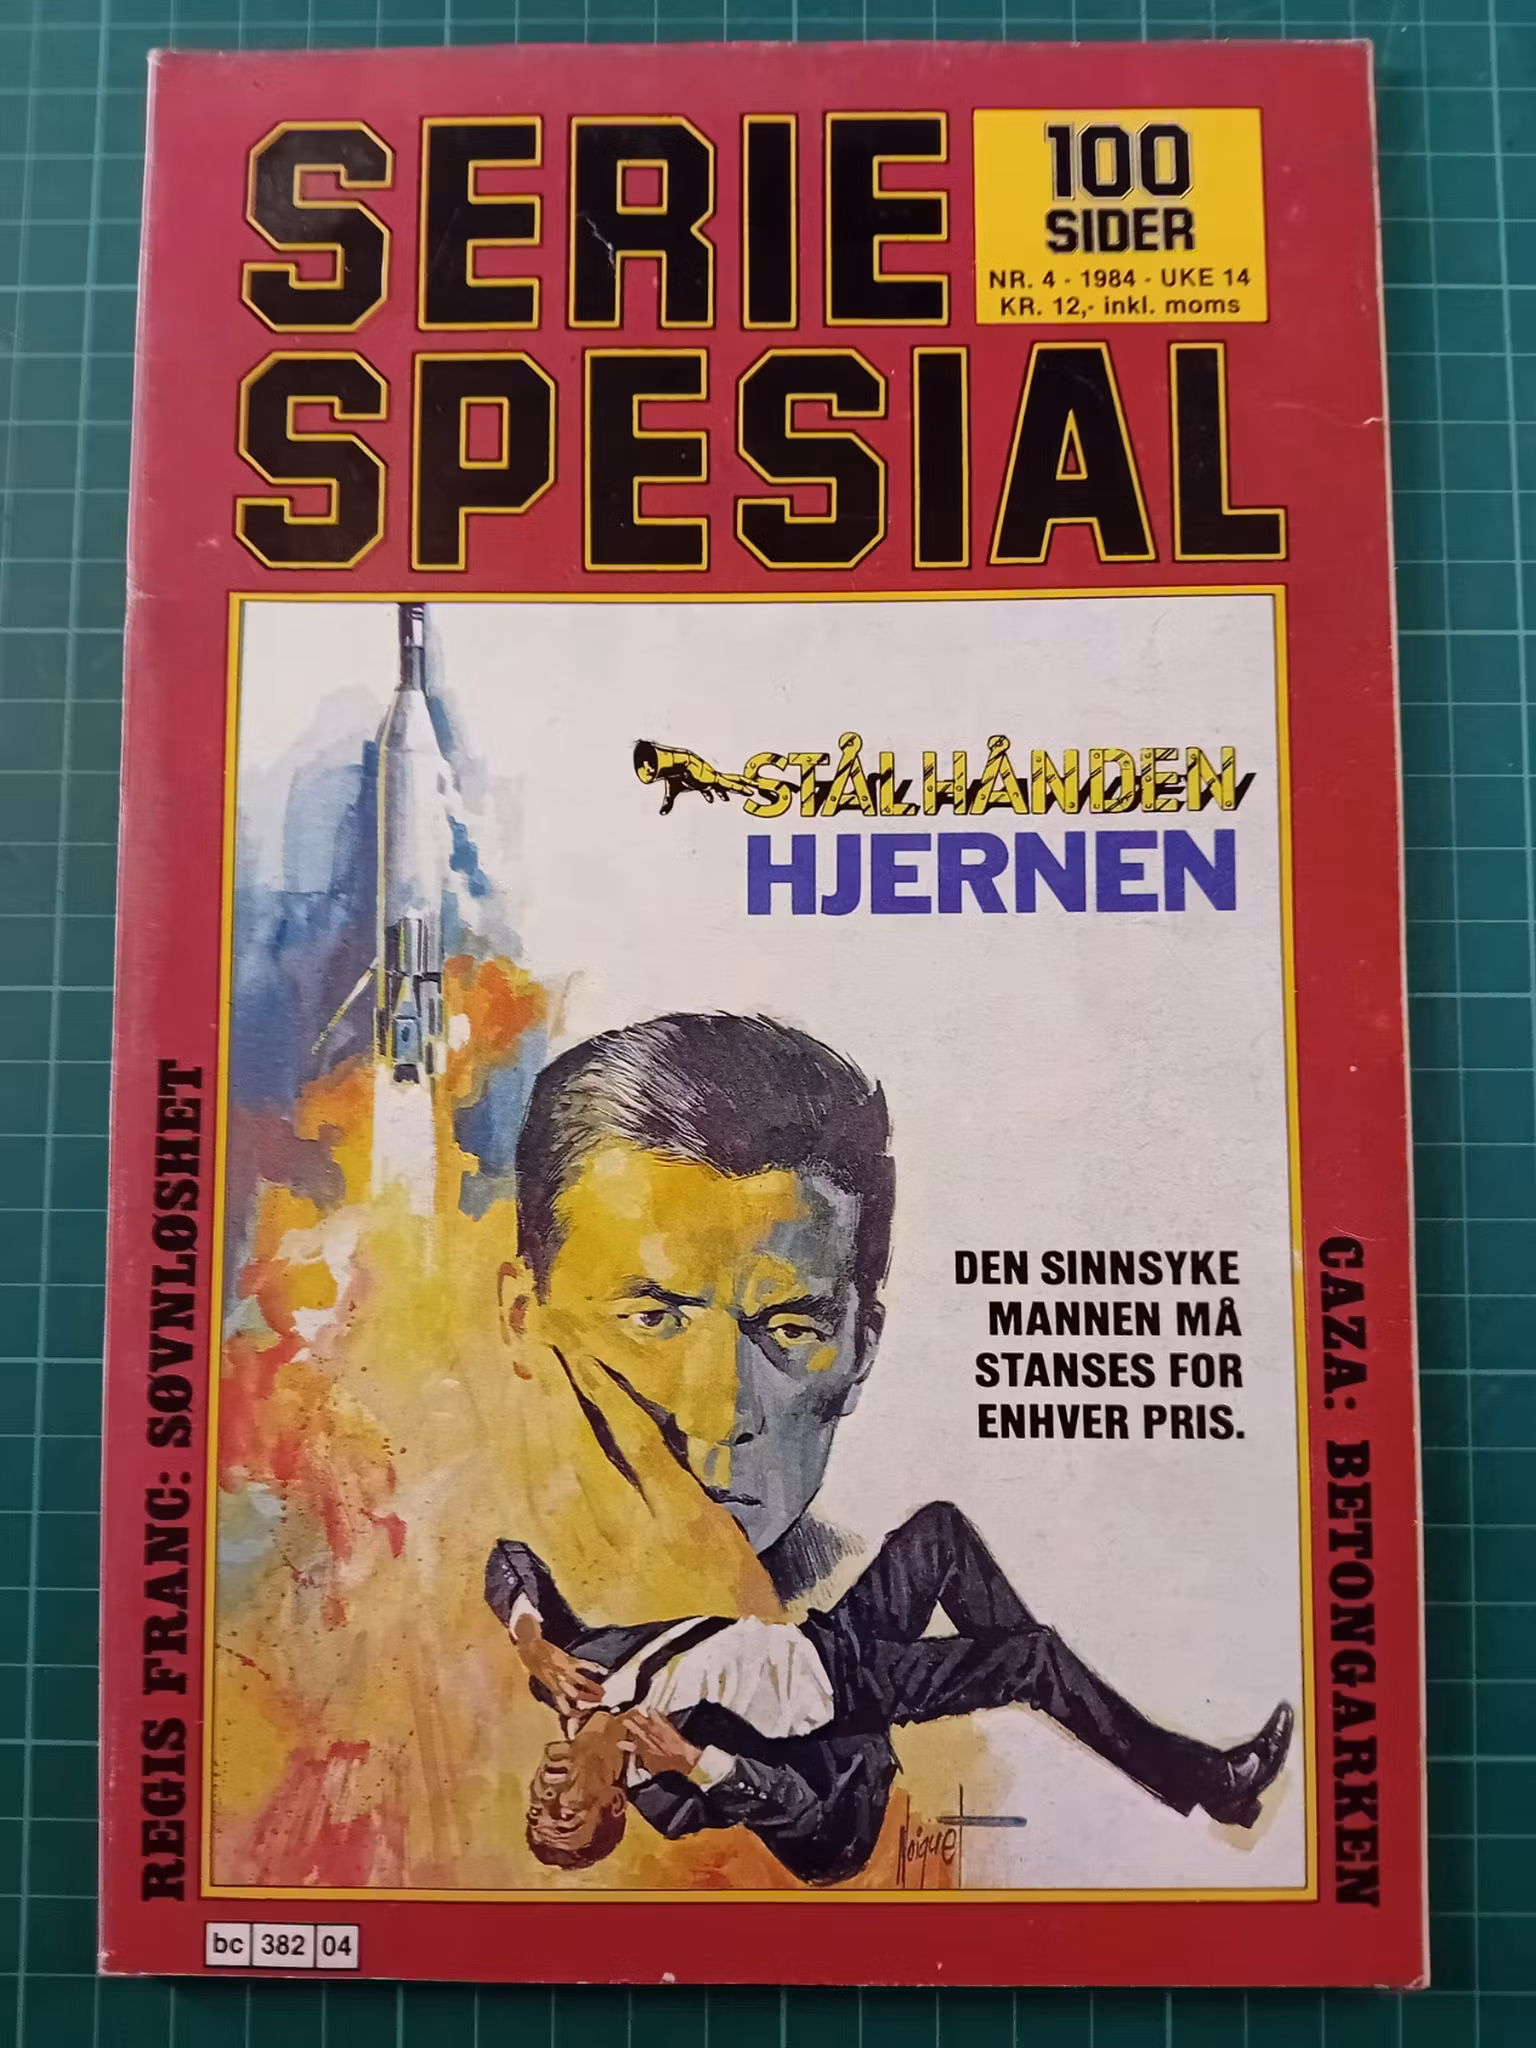 SERIE
SPESIAL
100
SIDER
NR. 4 - 1984 - UKE 14
KR. 12,- inkl. moms
STÅLHÅNDEN
HJERNEN
DEN SINNSYKE
MANNEN MÅ
STANSES FOR
ENHVER PRIS.
REGIS FRANC: SØVNLØSHET
CAZA: BETONGARKEN
Noiquet
bc 382 04